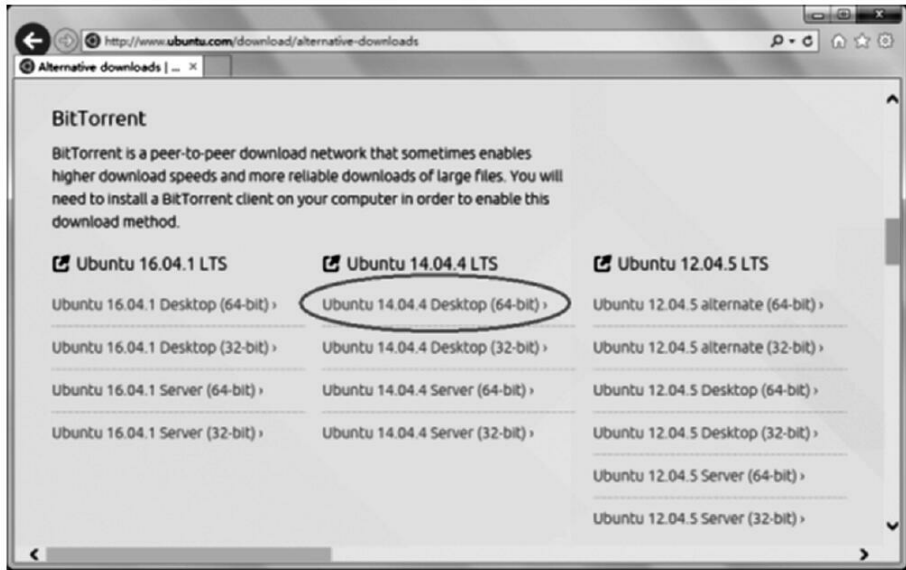 http://www.ubuntu.com/download/alternative-downloads
Alternative downloads | ... ×
BitTorrent
BitTorrent is a peer-to-peer download network that sometimes enables
higher download speeds and more reliable downloads of large files. You will
need to install a BitTorrent client on your computer in order to enable this
download method.
Ubuntu 16.04.1 LTS
Ubuntu 16.04.1 Desktop (64-bit) ›
Ubuntu 16.04.1 Desktop (32-bit) ›
Ubuntu 16.04.1 Server (64-bit) ›
Ubuntu 16.04.1 Server (32-bit) ›
Ubuntu 14.04.4 LTS
Ubuntu 14.04.4 Desktop (64-bit) ›
Ubuntu 14.04.4 Desktop (32-bit) ›
Ubuntu 14.04.4 Server (64-bit) ›
Ubuntu 14.04.4 Server (32-bit) ›
Ubuntu 12.04.5 LTS
Ubuntu 12.04.5 alternate (64-bit) ›
Ubuntu 12.04.5 alternate (32-bit) ›
Ubuntu 12.04.5 Desktop (64-bit) ›
Ubuntu 12.04.5 Desktop (32-bit) ›
Ubuntu 12.04.5 Server (64-bit) ›
Ubuntu 12.04.5 Server (32-bit) ›